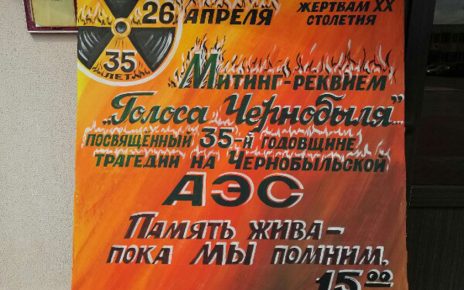 26 АПРЕЛЯ
ЖЕРТВАМ XX
СТОЛЕТИЯ
35
ЛЕТ
Митинг-реквием
„Голоса Чернобыля”
посвященный 35-й годовщине
трагедии на Чернобыльской
АЭС
Память жива-
пока МЫ помним.
15⁰⁰